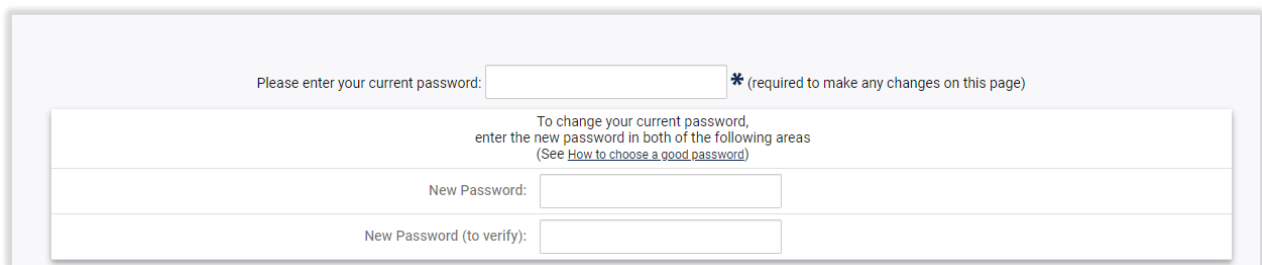 Please enter your current password: * (required to make any changes on this page)
To change your current password,
enter the new password in both of the following areas
(See How to choose a good password)
New Password:
New Password (to verify):